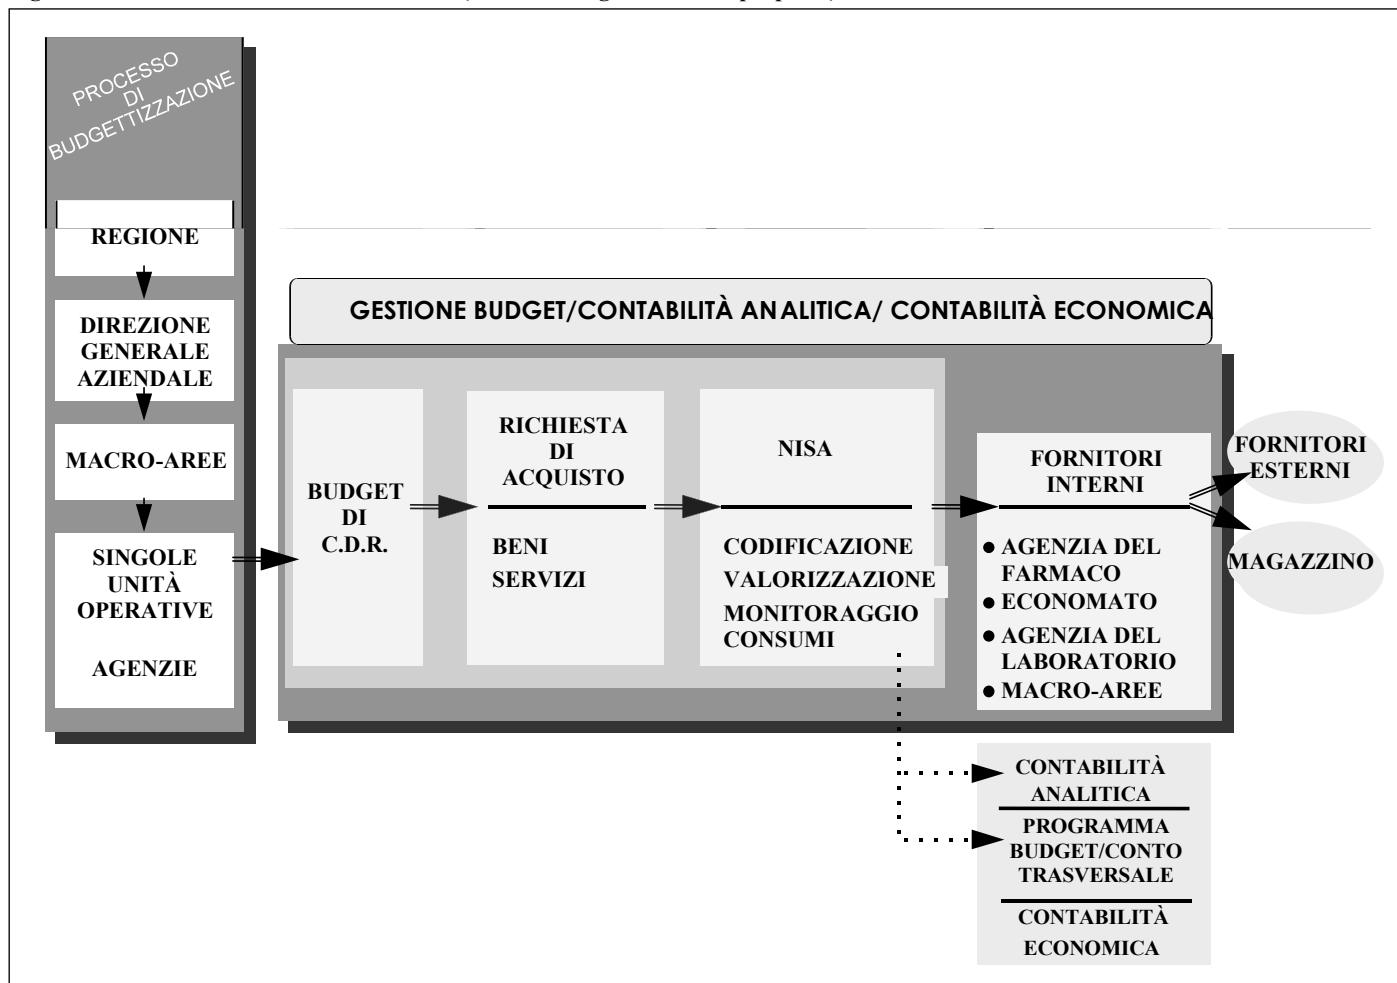 PROCESSO
DI
BUDGETTIZZAZIONE
REGIONE
DIREZIONE
GENERALE
AZIENDALE
MACRO-AREE
SINGOLE
UNITÀ
OPERATIVE
AGENZIE
GESTIONE BUDGET/CONTABILITÀ ANALITICA/ CONTABILITÀ ECONOMICA
BUDGET
DI
C.D.R.
RICHIESTA
DI
ACQUISTO
BENI
SERVIZI
NISA
CODIFICAZIONE
VALORIZZAZIONE
MONITORAGGIO
CONSUMI
FORNITORI
INTERNI
● AGENZIA DEL
FARMACO
● ECONOMATO
● AGENZIA DEL
LABORATORIO
● MACRO-AREE
FORNITORI
ESTERNI
MAGAZZINO
CONTABILITÀ
ANALITICA
PROGRAMMA
BUDGET/CONTO
TRASVERSALE
CONTABILITÀ
ECONOMICA